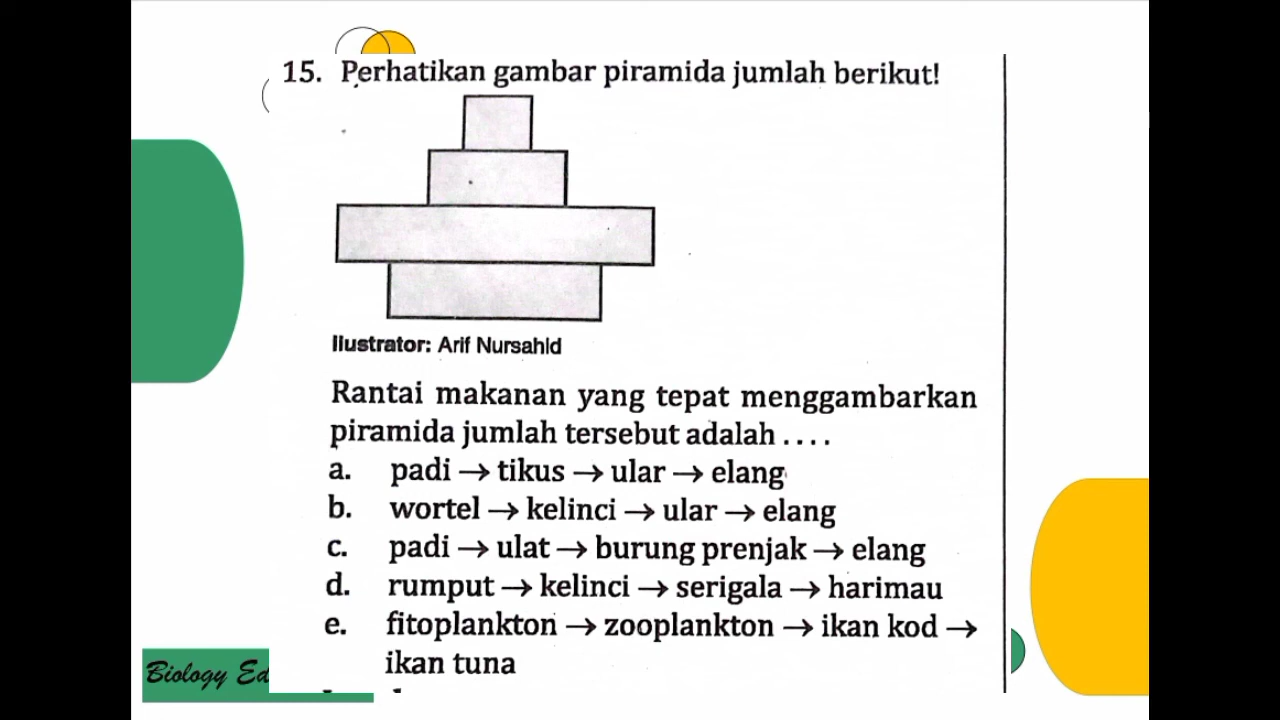 15. Perhatikan gambar piramida jumlah berikut!
Ilustrator: Arif Nursahid
Rantai makanan yang tepat menggambarkan
piramida jumlah tersebut adalah . . . .
a. padi → tikus → ular → elang
b. wortel → kelinci → ular → elang
c. padi → ulat → burung prenjak → elang
d. rumput → kelinci → serigala → harimau
e. fitoplankton → zooplankton → ikan kod →
ikan tuna
Biology Ed